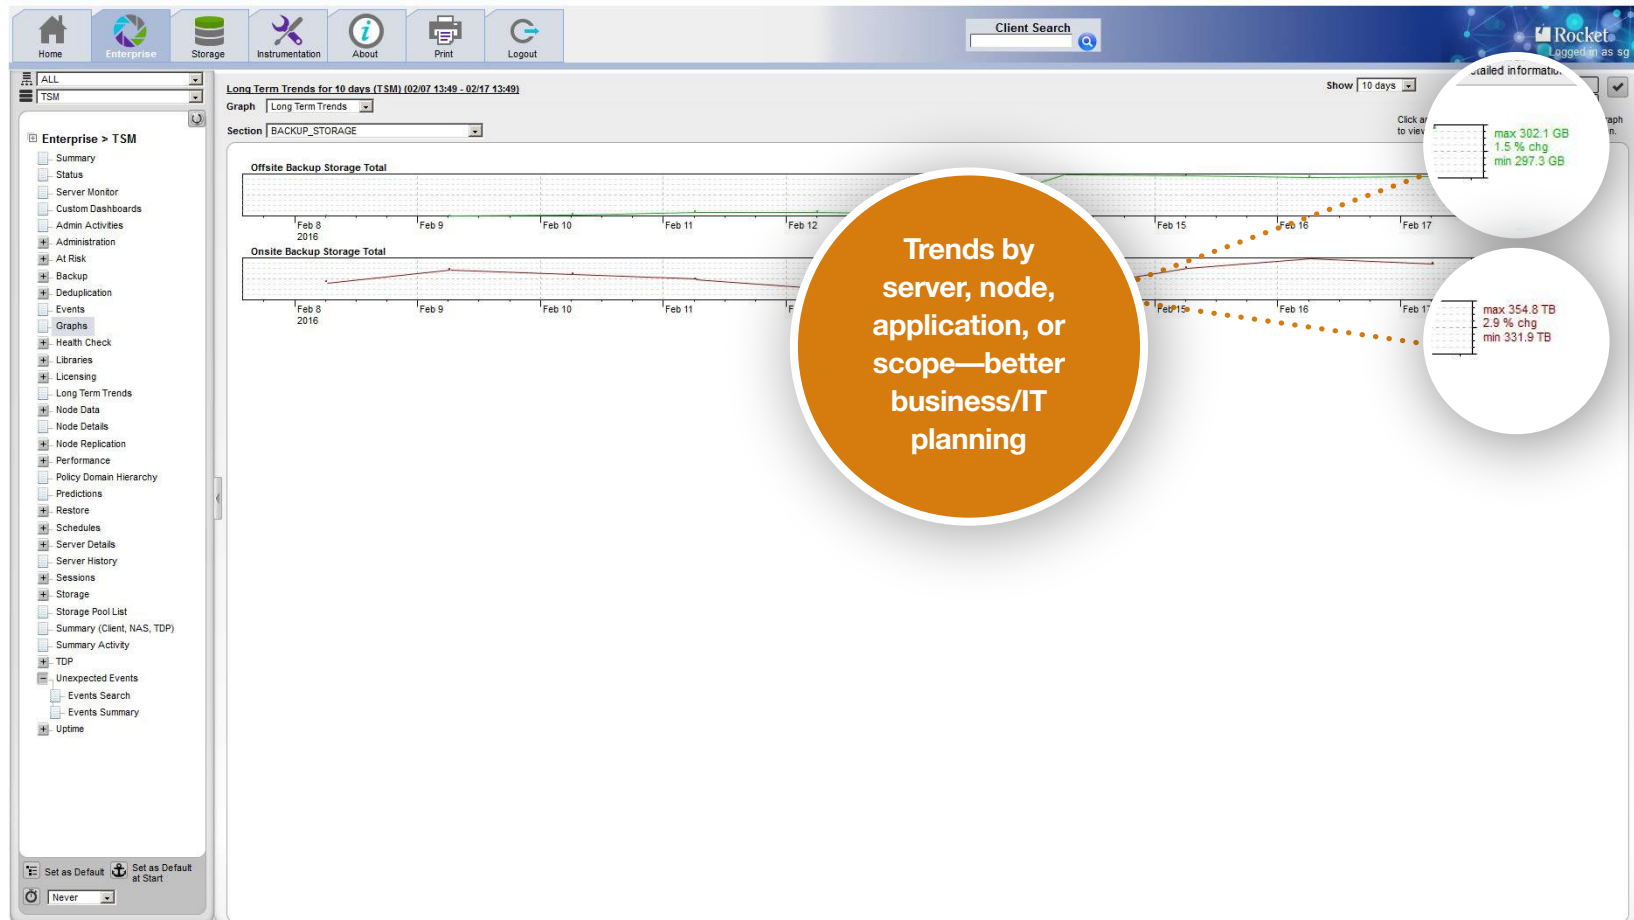 Home
Enterprise
Storage
Instrumentation
About
Print
Logout
Client Search
Rocket
Logged in as sg
ALL
TSM
Enterprise > TSM
Summary
Status
Server Monitor
Custom Dashboards
Admin Activities
Administration
At Risk
Backup
Deduplication
Events
Graphs
Health Check
Libraries
Licensing
Long Term Trends
Node Data
Node Details
Node Replication
Performance
Policy Domain Hierarchy
Predictions
Restore
Schedules
Server Details
Server History
Sessions
Storage
Storage Pool List
Summary (Client, NAS, TDP)
Summary Activity
TDP
Unexpected Events
Events Search
Events Summary
Uptime
Set as Default
Set as Default
at Start
Never
Long Term Trends for 10 days (TSM) (02/07 13:49 - 02/17 13:49)
Show 10 days
Graph Long Term Trends
Section BACKUP_STORAGE
Click
to
information
Offsite Backup Storage Total
Feb 8 Feb 9 Feb 10 Feb 11 Feb 12 Feb 15 Feb 16 Feb 17
2016
max 302.1 GB
1.5 % chg
min 297.3 GB
Onsite Backup Storage Total
Feb 8 Feb 9 Feb 10 Feb 11 Feb 15 Feb 16 Feb
2016
max 354.8 TB
2.9 % chg
min 331.9 TB
Trends by
server, node,
application, or
scope—better
business/IT
planning